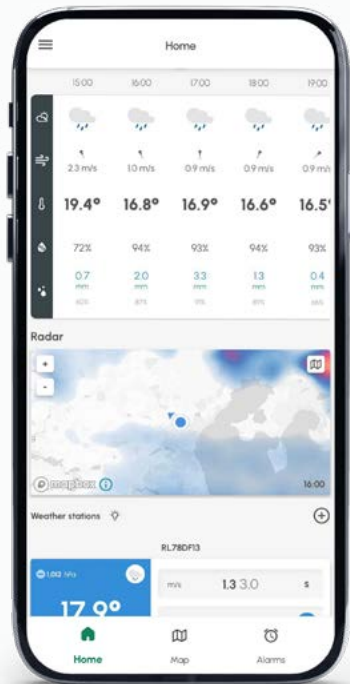 Home
15:00 16:00 17:00 18:00 19:00
2.3 m/s 1.0 m/s 0.9 m/s 0.9 m/s 0.9 m/s
19.4° 16.8° 16.9° 16.6° 16.5°
72% 94% 93% 94% 93%
0.7 2.0 3.3 1.3 0.4
mm mm mm mm mm
Radar
+
-
mapbox
16:00
Weather stations
RL78DF13
hPa
m/s 1.3 3.0 S
17.9°
Home Map Alarms